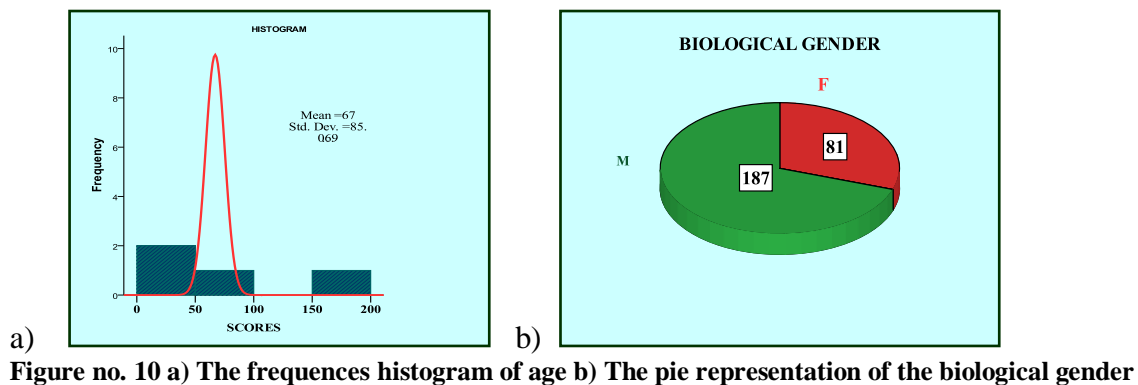 HISTOGRAM
10
8
6
4
2
0
Frequency
Mean =67
Std. Dev. =85.
069
0 50 100 150 200
SCORES
a)
BIOLOGICAL GENDER
F
81
M
187
b)
Figure no. 10 a) The frequences histogram of age b) The pie representation of the biological gender